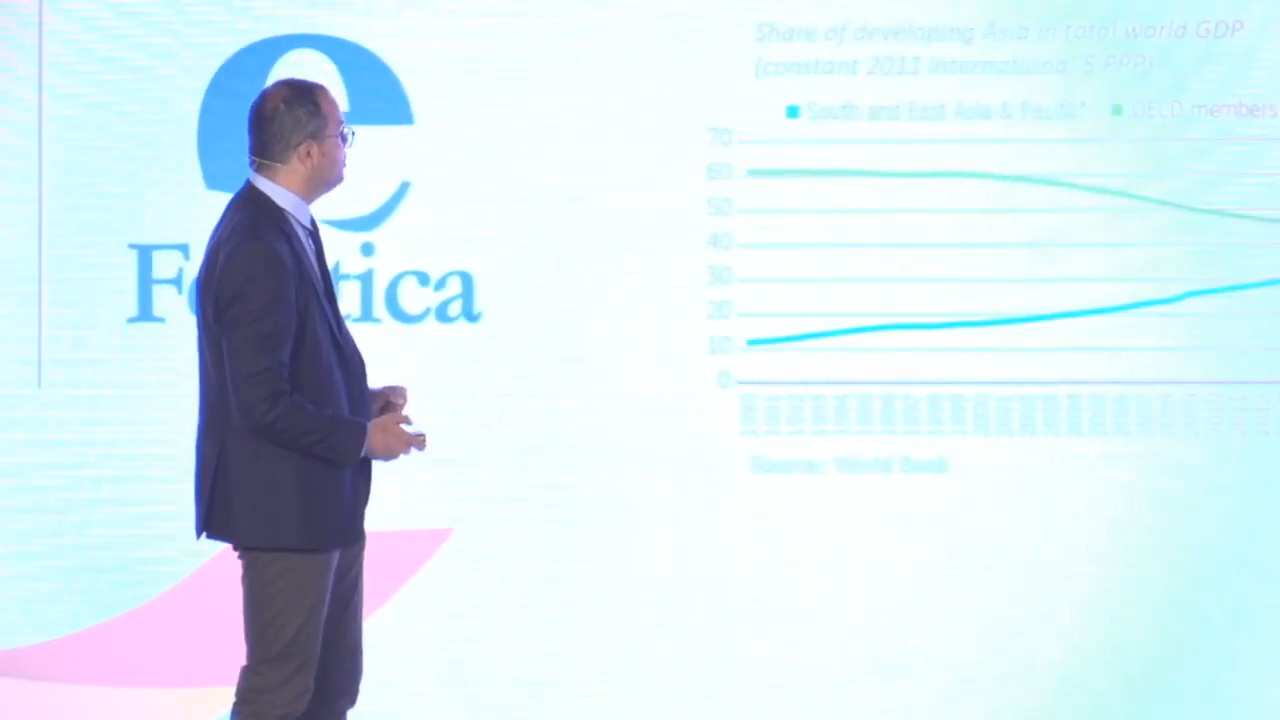 e
F tica
Share of developing Asia in total world GDP
(constant 2011 international $ PPP)
South and East Asia & Pacific*
OECD members
70
60
50
40
30
20
10
0
Source: World Bank